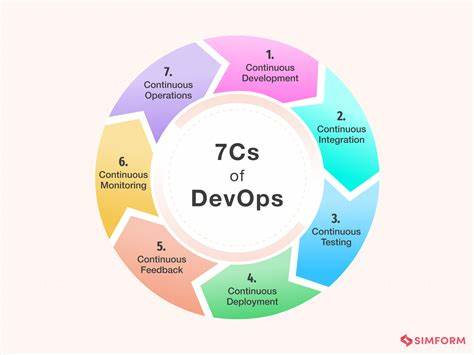 7Cs
of
DevOps
1.
Continuous
Development
2.
Continuous
Integration
3.
Continuous
Testing
4.
Continuous
Deployment
5.
Continuous
Feedback
6.
Continuous
Monitoring
7.
Continuous
Operations
SIMFORM